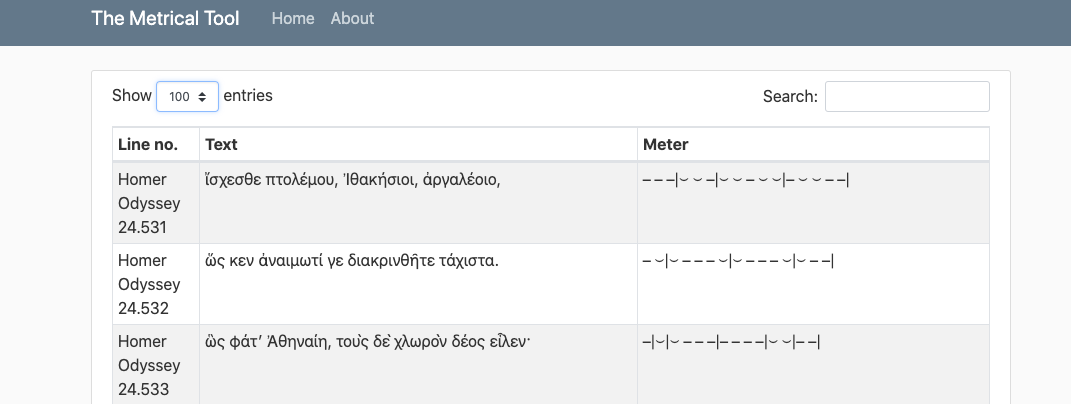 The Metrical Tool Home About
Show 100 entries Search:
Line no. Text Meter
Homer ἴσχεσθε πτολέμου, Ἰθακήσιοι, ἀργαλέοιο, – – –|⏑ ⏑ –|⏑ ⏑ – ⏑ ⏑|– ⏑ ⏑ – –|
Odyssey
24.531
Homer ὥς κεν ἀναιμωτί γε διακρινθῆτε τάχιστα. – ⏑|⏑ – – – ⏑|⏑ – – – ⏑|⏑ – –|
Odyssey
24.532
Homer ὣς φάτ’ Ἀθηναίη, τοὺς δὲ χλωρὸν δέος εἷλεν· –|⏑|⏑ – – –|– – – –|⏑ ⏑|– –|
Odyssey
24.533